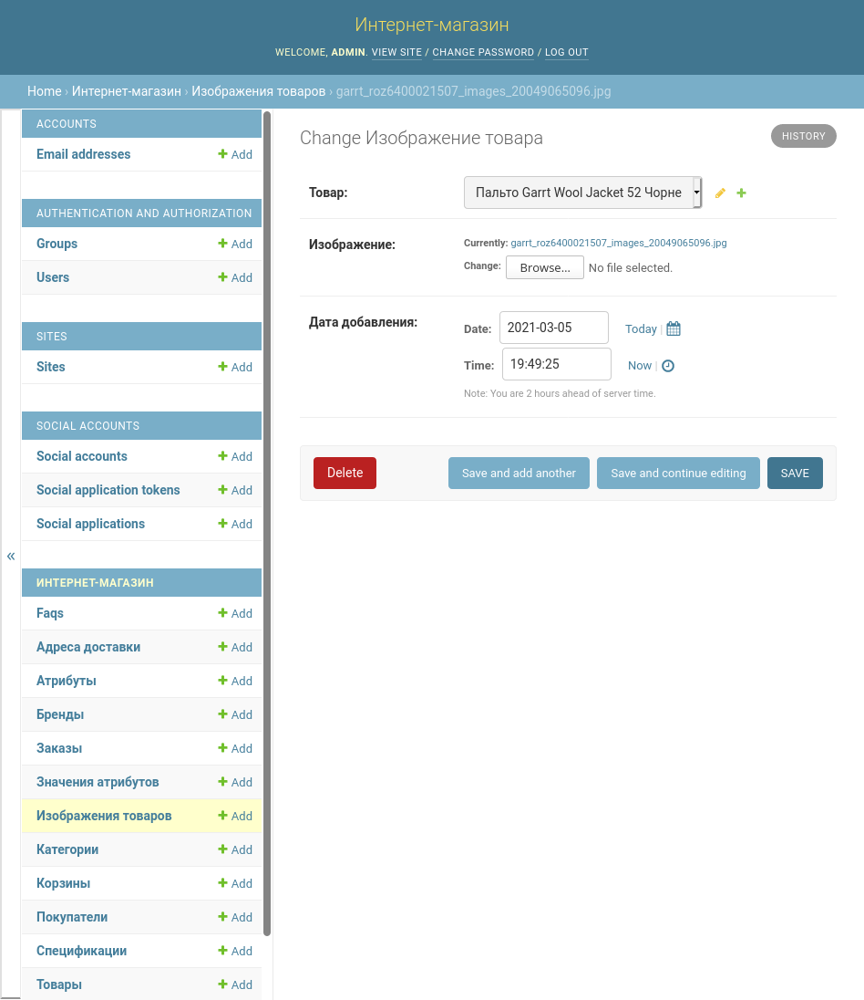 Интернет-магазин
WELCOME, ADMIN. VIEW SITE / CHANGE PASSWORD / LOG OUT
Home › Интернет-магазин › Изображения товаров › garrt_roz6400021507_images_20049065096.jpg
ACCOUNTS
Email addresses Add
AUTHENTICATION AND AUTHORIZATION
Groups Add
Users Add
SITES
Sites Add
SOCIAL ACCOUNTS
Social accounts Add
Social application tokens Add
Social applications Add
«
ИНТЕРНЕТ-МАГАЗИН
Faqs Add
Адреса доставки Add
Атрибуты Add
Бренды Add
Заказы Add
Значения атрибутов Add
Изображения товаров Add
Категории Add
Корзины Add
Покупатели Add
Спецификации Add
Товары Add
Change Изображение товара
HISTORY
Товар: Пальто Garrt Wool Jacket 52 Чорне
Изображение: Currently: garrt_roz6400021507_images_20049065096.jpg
Change: Browse... No file selected.
Дата добавления: Date: 2021-03-05 Today |
Time: 19:49:25 Now |
Note: You are 2 hours ahead of server time.
Delete Save and add another Save and continue editing SAVE